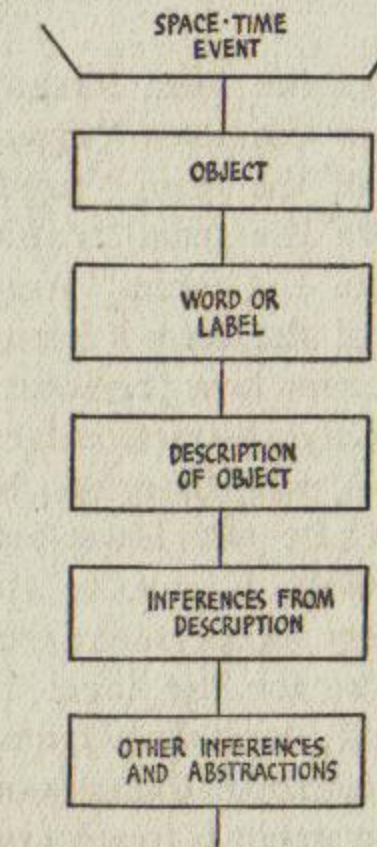 SPACE·TIME
EVENT
OBJECT
WORD OR
LABEL
DESCRIPTION
OF OBJECT
INFERENCES FROM
DESCRIPTION
OTHER INFERENCES
AND ABSTRACTIONS